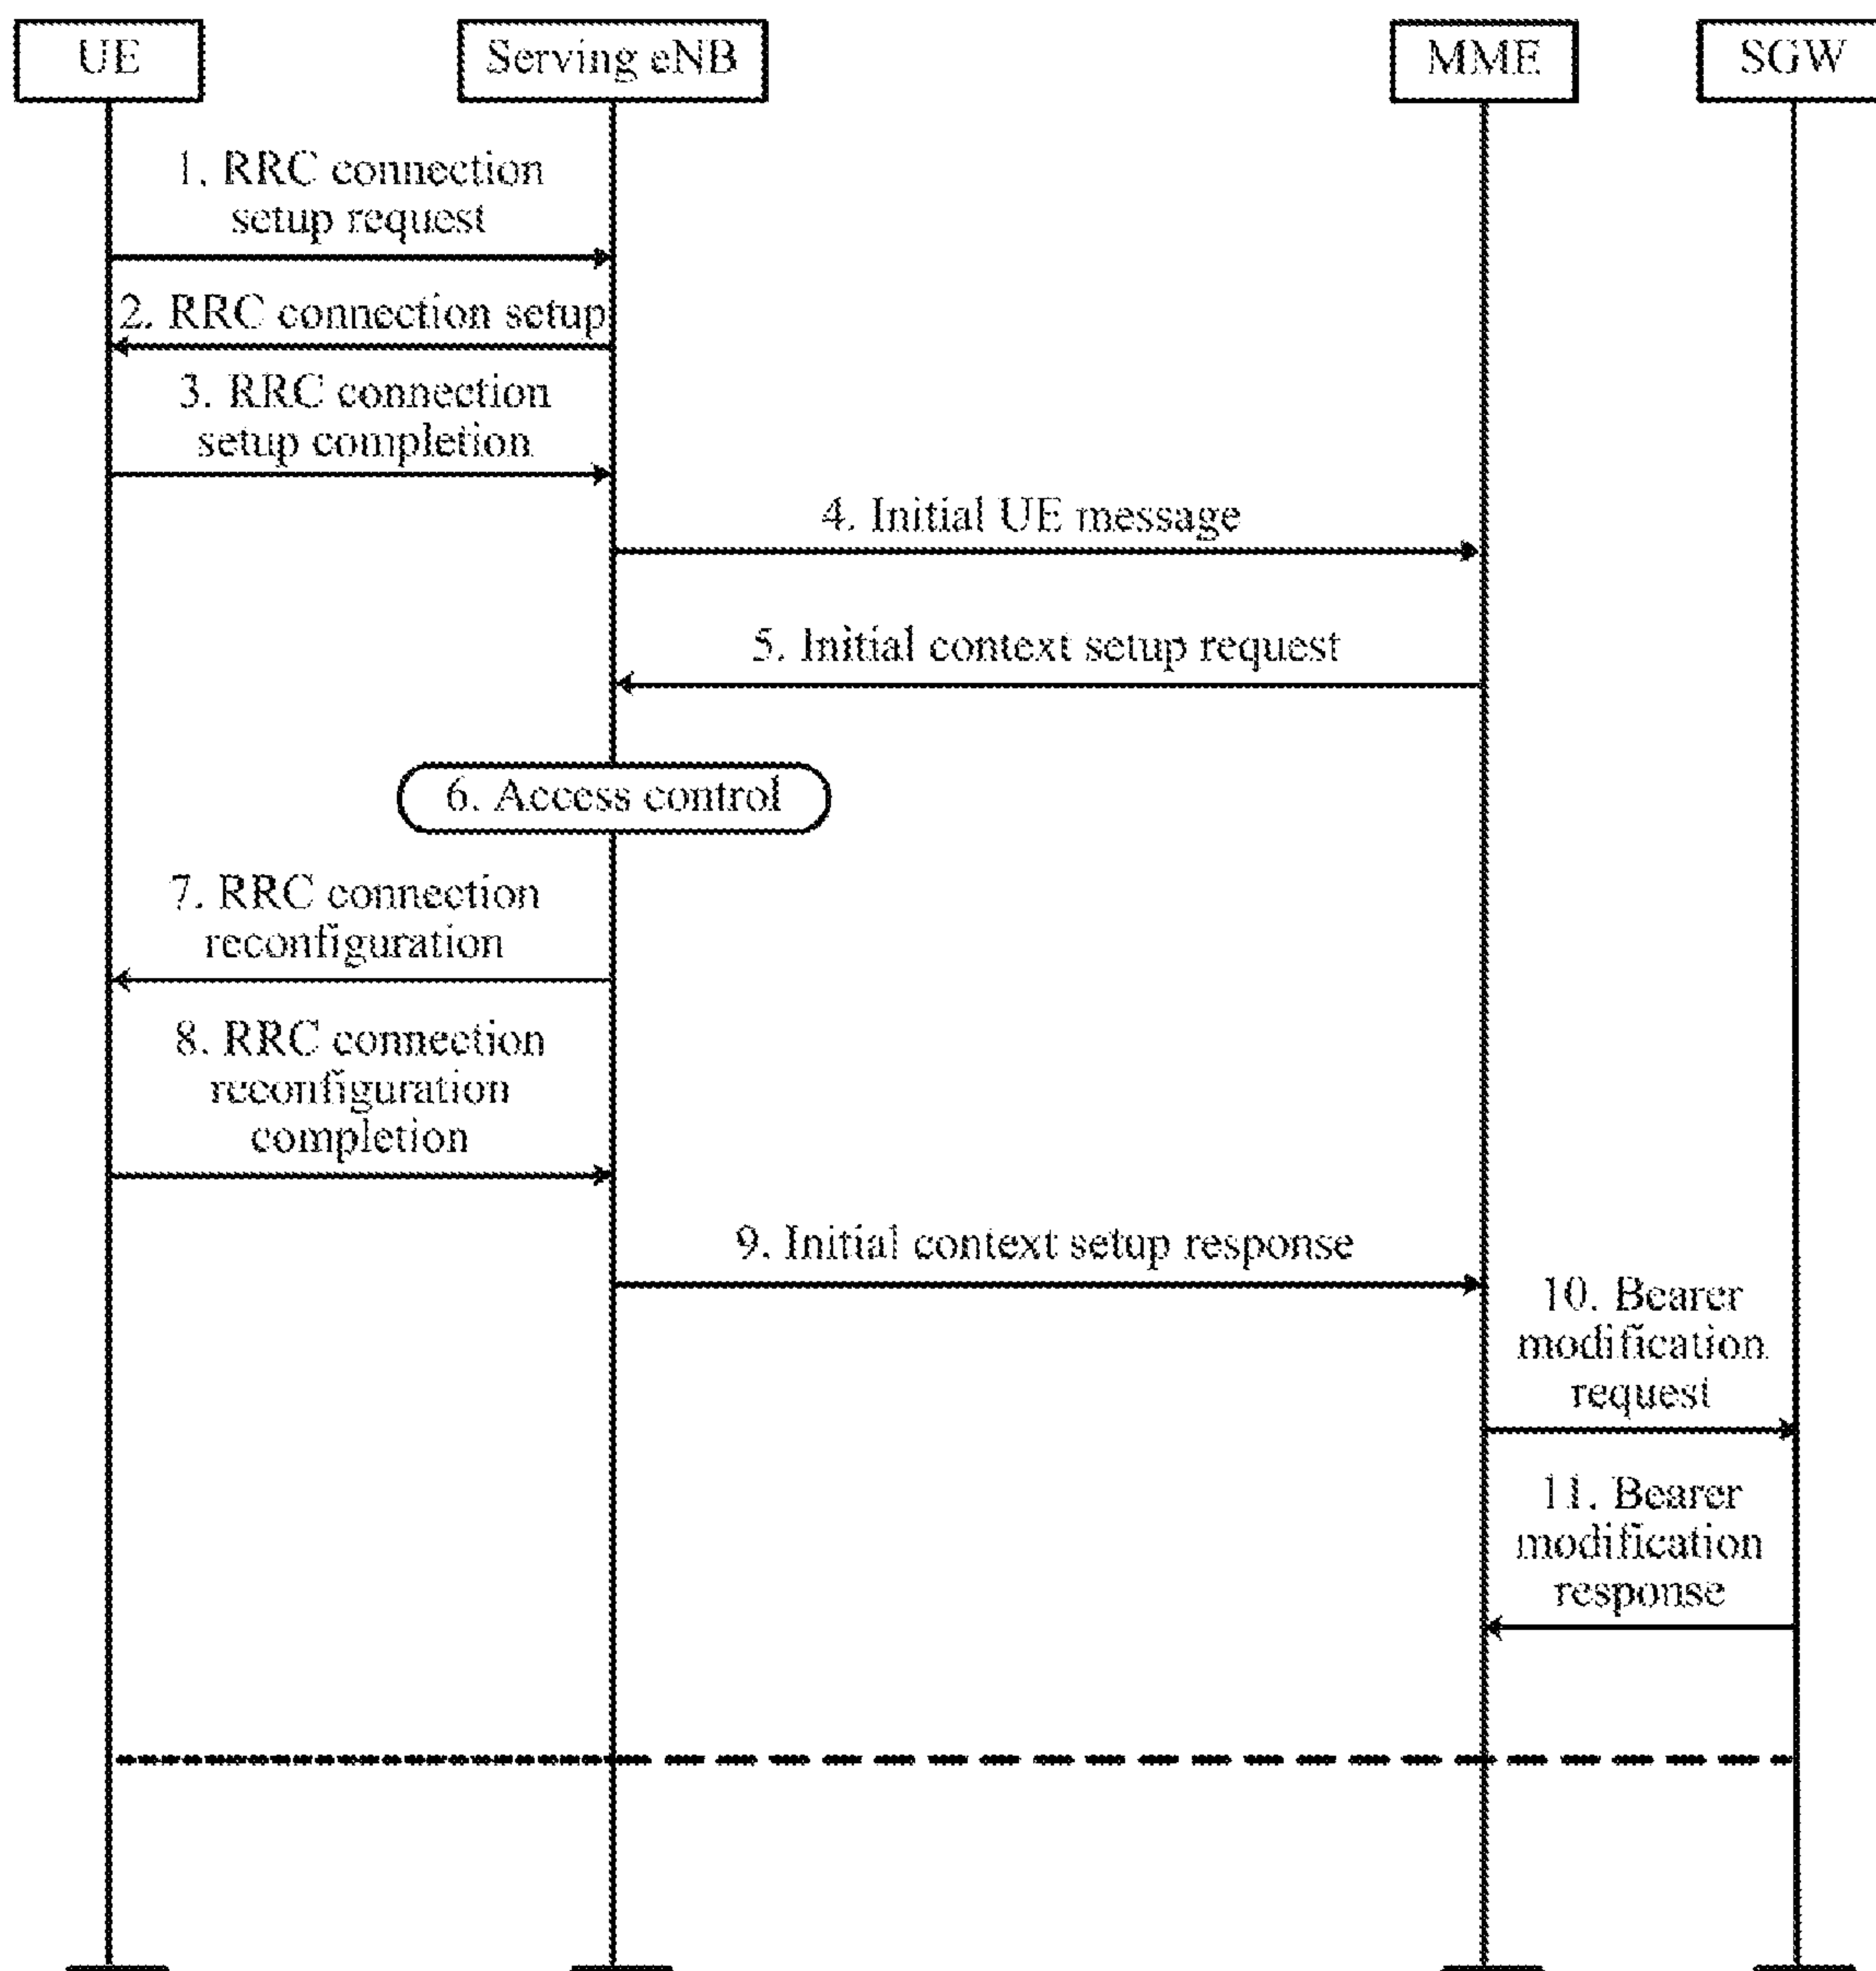 UE
Serving eNB
MME
SGW
1. RRC connection
setup request
2. RRC connection setup
3. RRC connection
setup completion
4. Initial UE message
5. Initial context setup request
6. Access control
7. RRC connection
reconfiguration
8. RRC connection
reconfiguration
completion
9. Initial context setup response
10. Bearer
modification
request
11. Bearer
modification
response